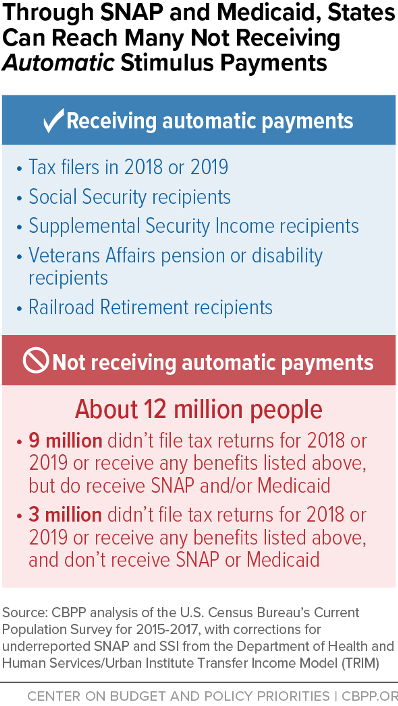 Through SNAP and Medicaid, States
Can Reach Many Not Receiving
Automatic Stimulus Payments
Receiving automatic payments
• Tax filers in 2018 or 2019
• Social Security recipients
• Supplemental Security Income recipients
• Veterans Affairs pension or disability
recipients
• Railroad Retirement recipients
Not receiving automatic payments
About 12 million people
• 9 million didn't file tax returns for 2018 or
2019 or receive any benefits listed above,
but do receive SNAP and/or Medicaid
• 3 million didn't file tax returns for 2018 or
2019 or receive any benefits listed above,
and don't receive SNAP or Medicaid
Source: CBPP analysis of the U.S. Census Bureau's Current
Population Survey for 2015-2017, with corrections for
underreported SNAP and SSI from the Department of Health and
Human Services/Urban Institute Transfer Income Model (TRIM)
CENTER ON BUDGET AND POLICY PRIORITIES | CBPP.OR